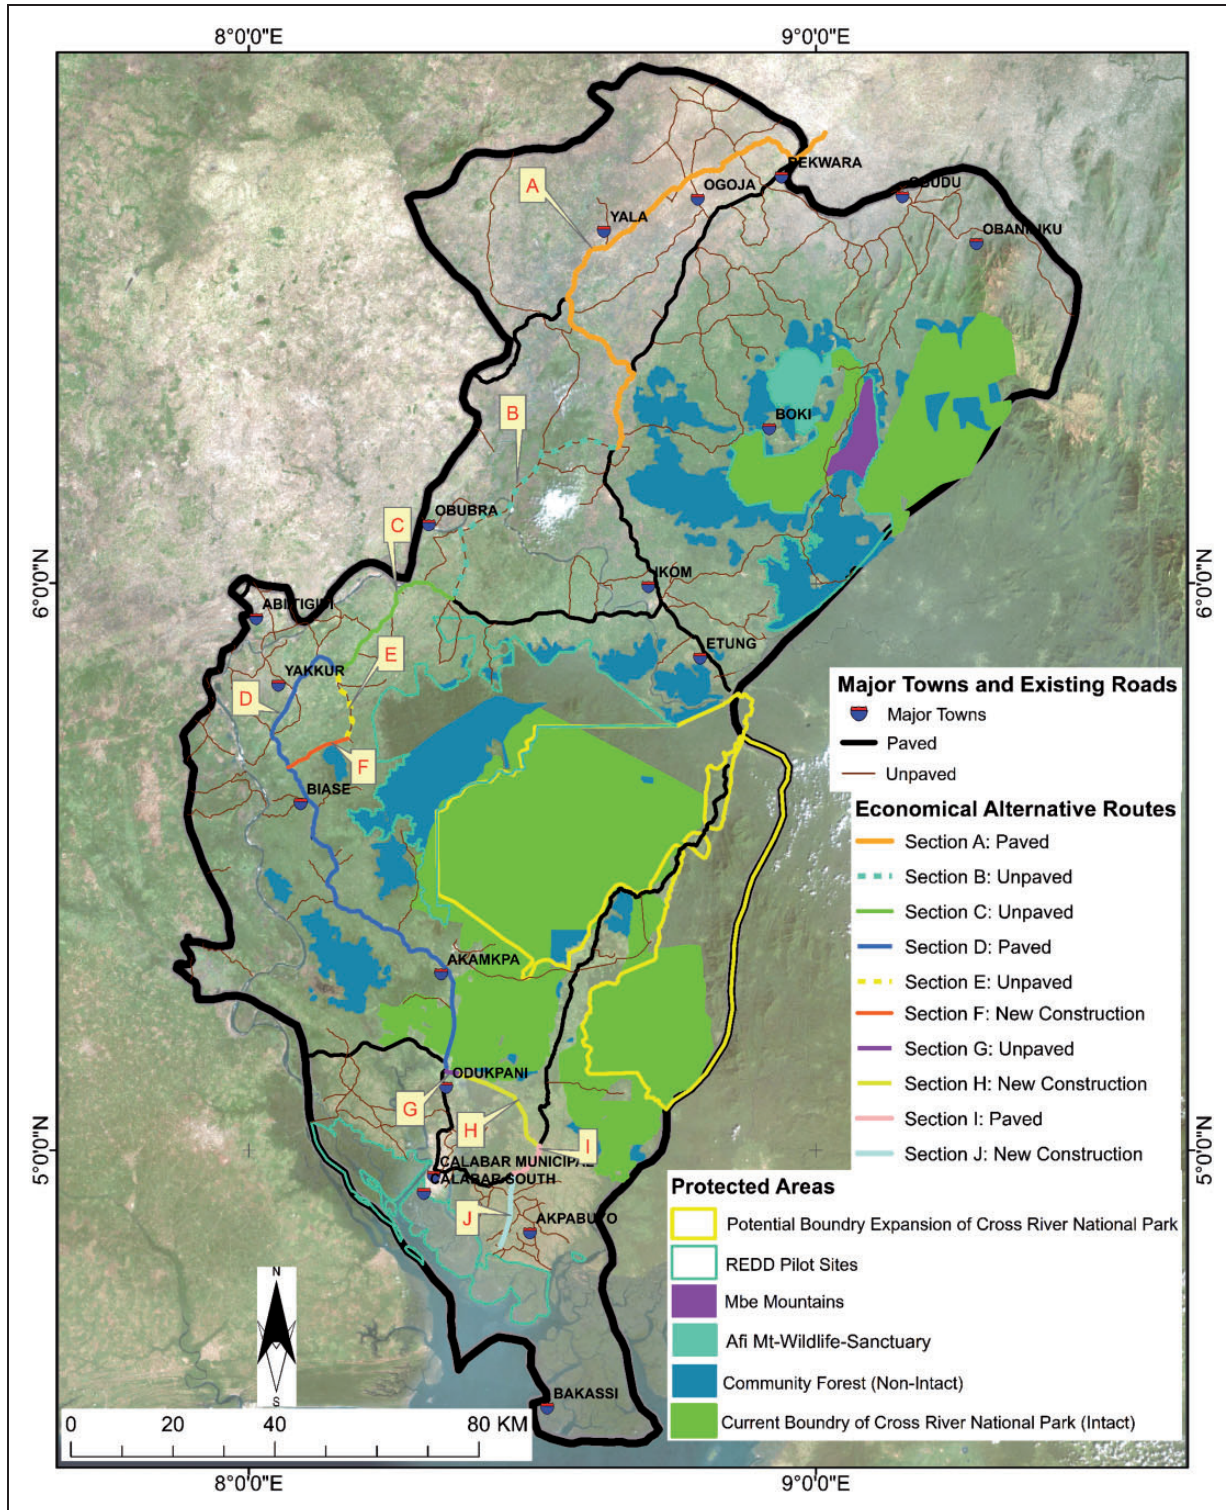 8°0'0"E
9°0'0"E
BEKWARA
OBUDU
A
OGOJA
YALA
OBANLIKU
BOKI
B
OBUBRA
C
6°0'0"N
6°0'0"N
IKOM
ETUNG
E
YAKKUR
D
F
BIASE
AKAMKPA
ODUKPANI
G
H
I
5°0'0"N
5°0'0"N
CALABAR MUNICIPAL
CALABAR SOUTH
J
AKPABUYO
BAKASSI
Major Towns and Existing Roads
Major Towns
Paved
Unpaved
Economical Alternative Routes
Section A: Paved
Section B: Unpaved
Section C: Unpaved
Section D: Paved
Section E: Unpaved
Section F: New Construction
Section G: Unpaved
Section H: New Construction
Section I: Paved
Section J: New Construction
Protected Areas
Potential Boundry Expansion of Cross River National Park
REDD Pilot Sites
Mbe Mountains
Afi Mt-Wildlife-Sanctuary
Community Forest (Non-Intact)
Current Boundry of Cross River National Park (Intact)
N
S
0 20 40 80 KM
8°0'0"E
9°0'0"E